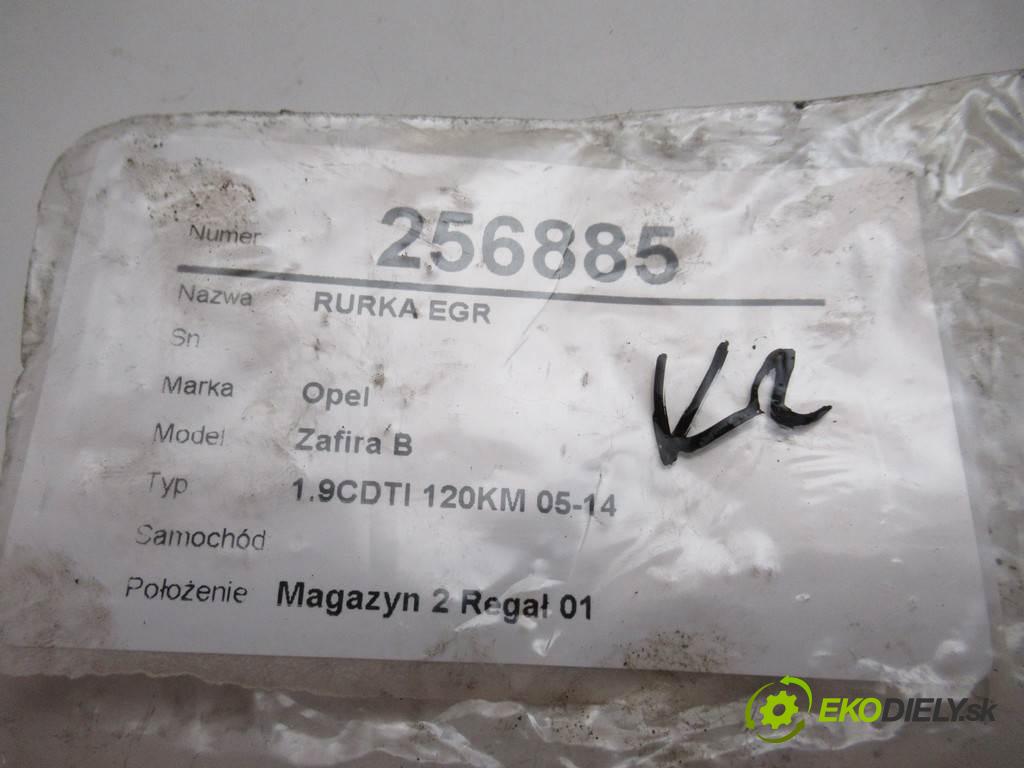 Numer 256885
Nazwa RURKA EGR
Sn
Marka Opel
Model Zafira B
Typ 1.9CDTI 120KM 05-14
Samochód
Położenie Magazyn 2 Regał 01
EKODIELY.sk